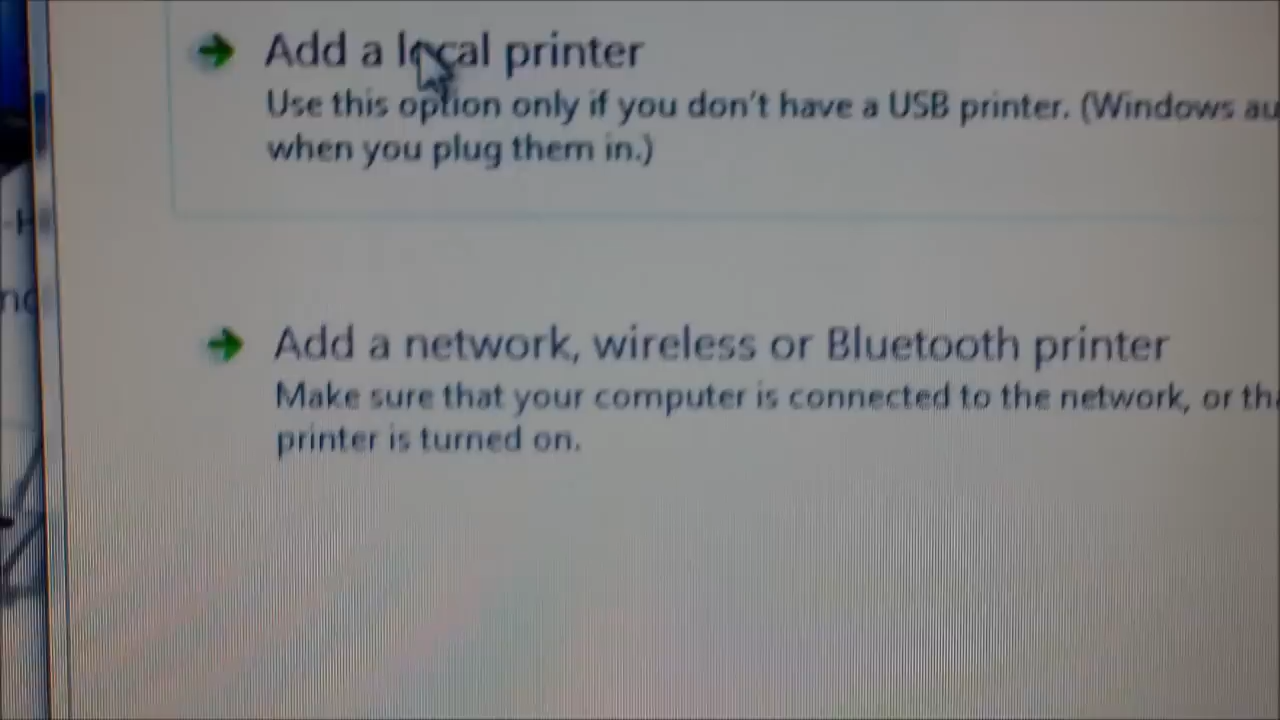 Add a local printer
Use this option only if you don't have a USB printer. (Windows au
when you plug them in.)
Add a network, wireless or Bluetooth printer
Make sure that your computer is connected to the network, or tha
printer is turned on.